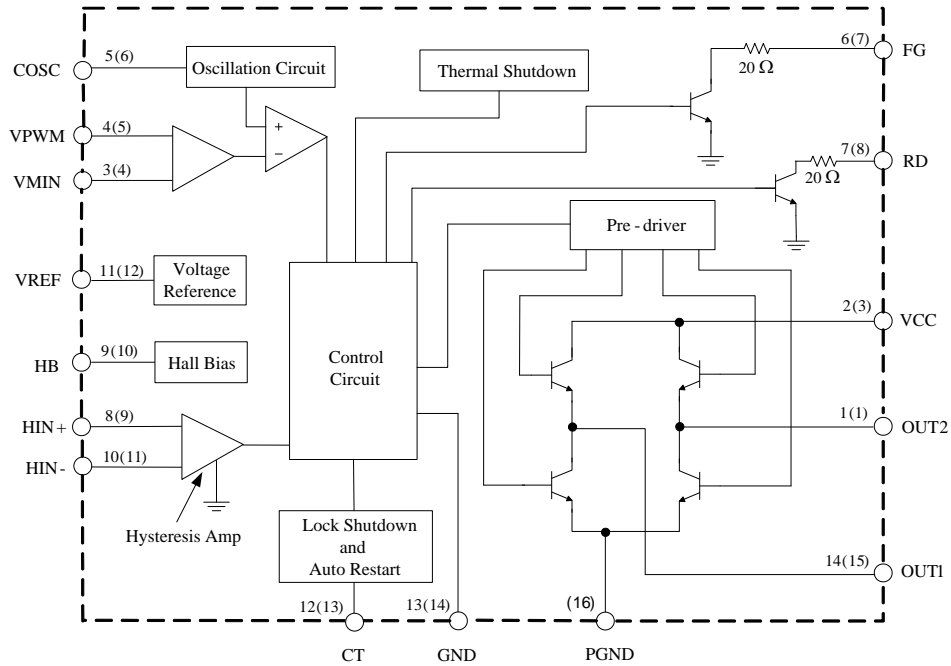 6(7)
FG
20 Ω
5(6)
COSC
Oscillation Circuit
Thermal Shutdown
VPWM
4(5)
+
−
VMIN
3(4)
7(8)
RD
20 Ω
Pre - driver
VREF
11(12)
Voltage
Reference
2(3)
VCC
HB
9(10)
Hall Bias
Control
Circuit
HIN+
8(9)
1(1)
OUT2
HIN-
10(11)
Hysteresis Amp
Lock Shutdown
and
Auto Restart
14(15)
OUT1
12(13)
13(14)
(16)
CT
GND
PGND